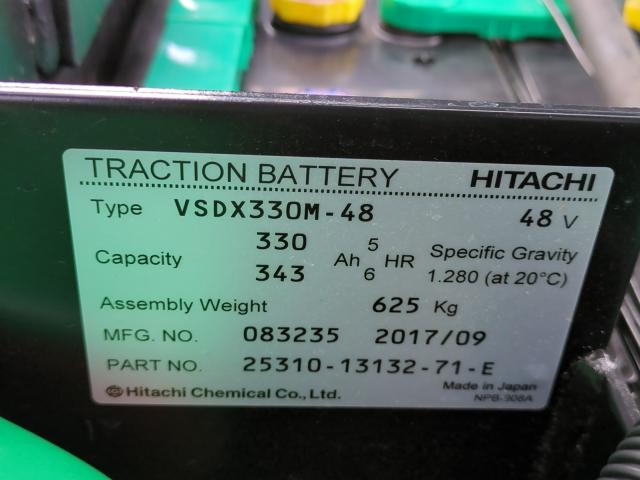 TRACTION BATTERY HITACHI
Type VSDX330M-48 48 V
Capacity 330 Ah 5 HR Specific Gravity
343 6 1.280 (at 20°C)
Assembly Weight 625 Kg
MFG. NO. 083235 2017/09
PART NO. 25310-13132-71-E
Hitachi Chemical Co., Ltd. Made in Japan
NPB-308A